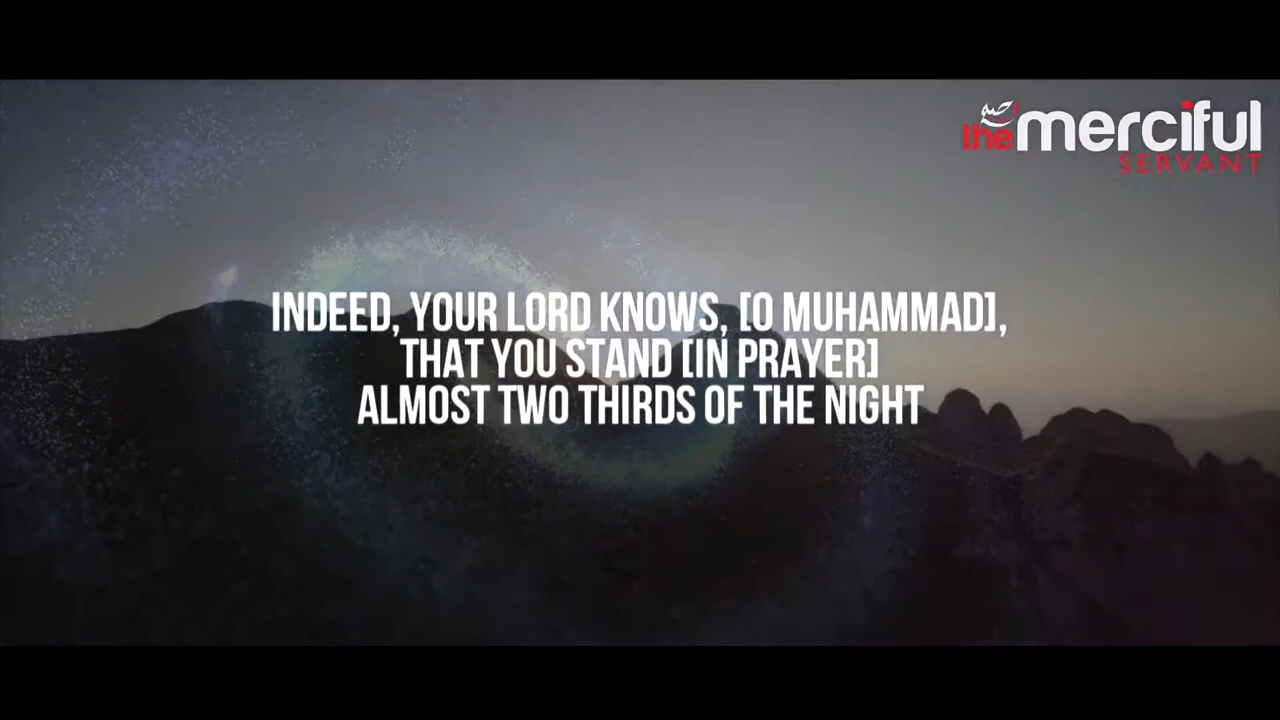 the merciful
SERVANT
INDEED, YOUR LORD KNOWS, [O MUHAMMAD],
THAT YOU STAND [IN PRAYER]
ALMOST TWO THIRDS OF THE NIGHT